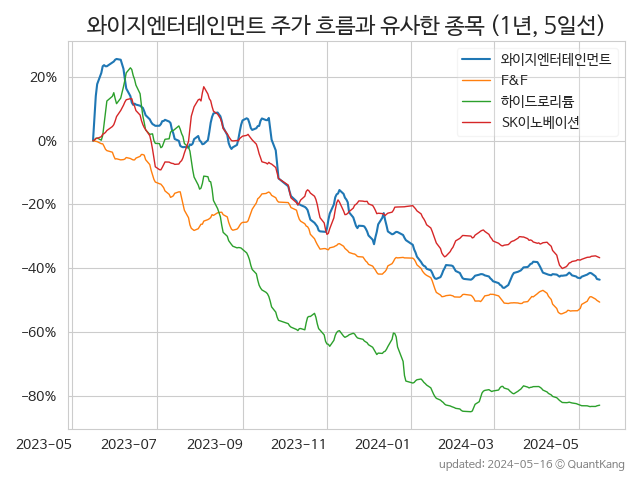 와이지엔터테인먼트 주가 흐름과 유사한 종목 (1년, 5일선)
와이지엔터테인먼트
F&F
하이드로리튬
SK이노베이션
20%
0%
−20%
−40%
−60%
−80%
2023-05 2023-07 2023-09 2023-11 2024-01 2024-03 2024-05
updated: 2024-05-16 © QuantKang